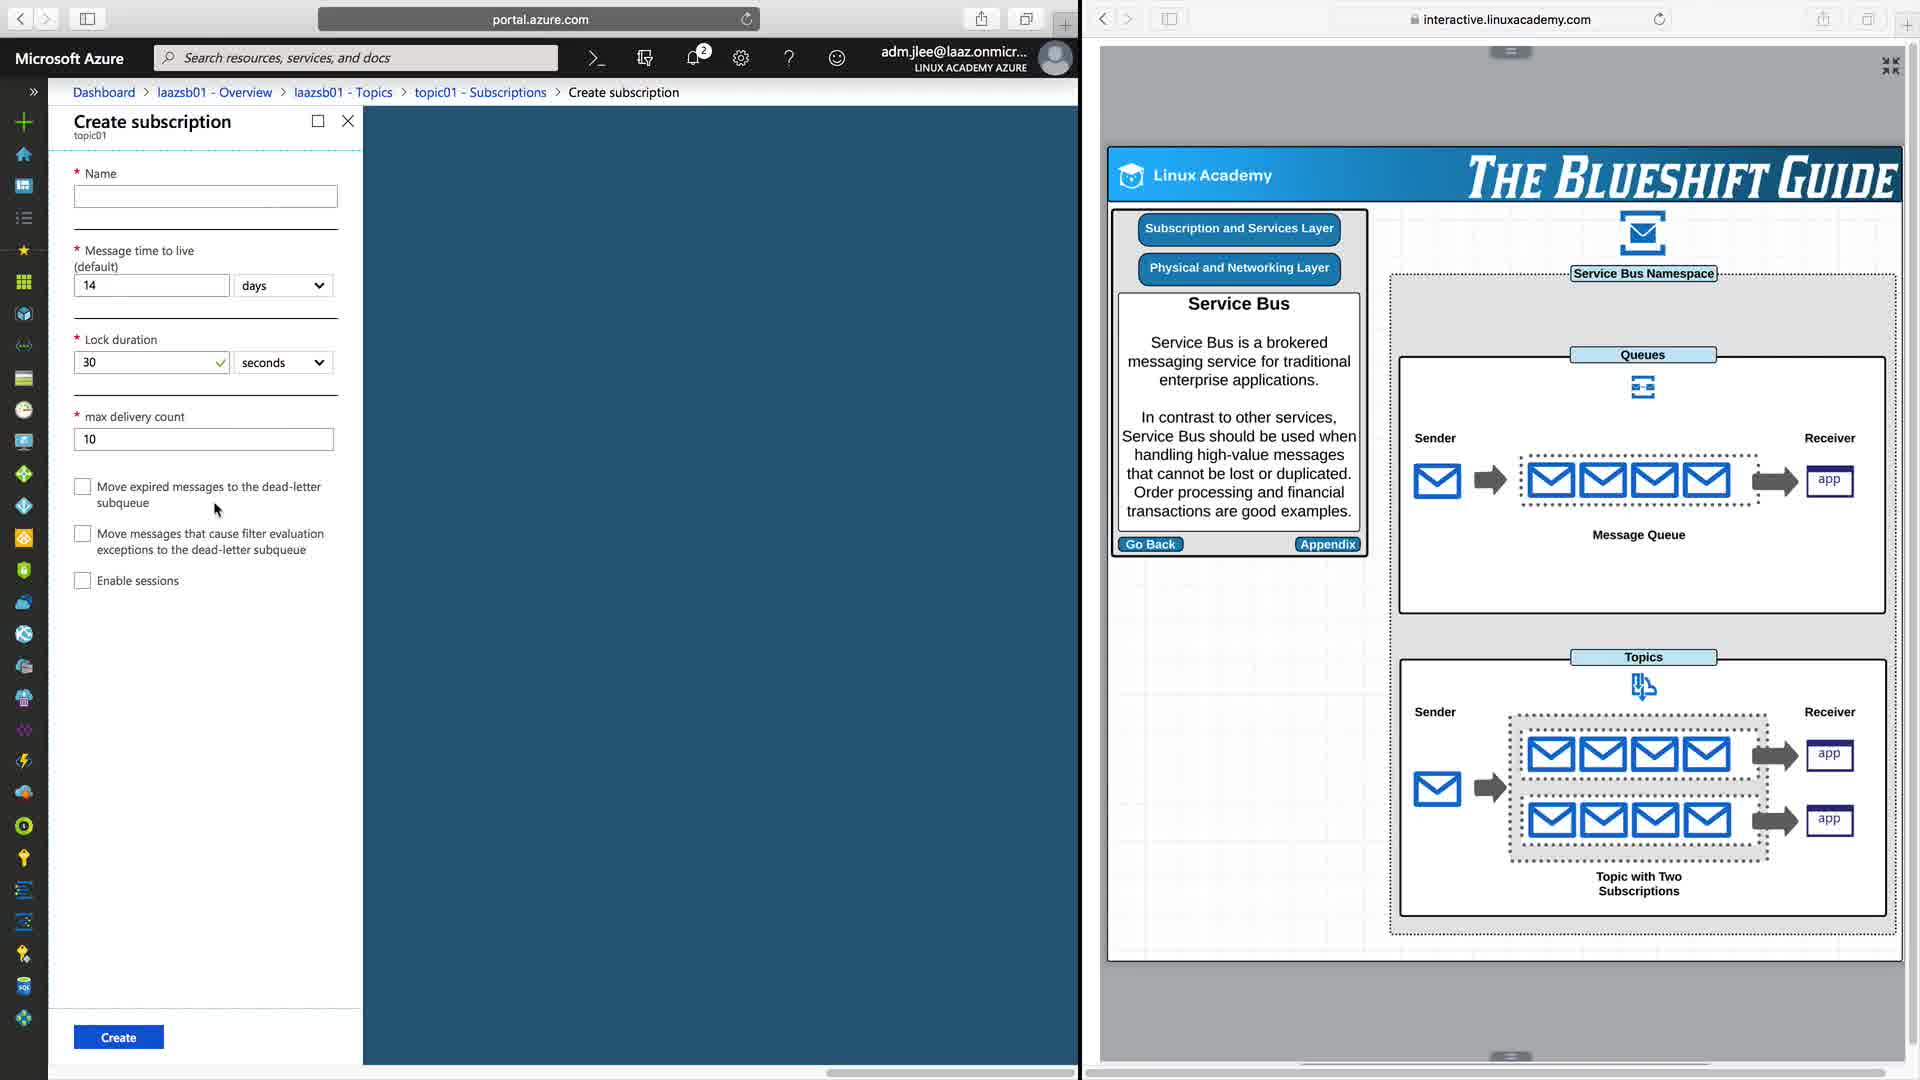 portal.azure.com
Microsoft Azure
Search resources, services, and docs
2
adm.jlee@laaz.onmicr...
LINUX ACADEMY AZURE
Dashboard > laazsb01 - Overview > laazsb01 - Topics > topic01 - Subscriptions > Create subscription
Create subscription
topic01
* Name
* Message time to live
(default)
14
days
* Lock duration
30
seconds
* max delivery count
10
Move expired messages to the dead-letter
subqueue
Move messages that cause filter evaluation
exceptions to the dead-letter subqueue
Enable sessions
Create
interactive.linuxacademy.com
Linux Academy
THE BLUESHIFT GUIDE
Subscription and Services Layer
Physical and Networking Layer
Service Bus
Service Bus is a brokered
messaging service for traditional
enterprise applications.
In contrast to other services,
Service Bus should be used when
handling high-value messages
that cannot be lost or duplicated.
Order processing and financial
transactions are good examples.
Go Back
Appendix
Service Bus Namespace
Queues
Sender
Receiver
app
Message Queue
Topics
Sender
Receiver
app
app
Topic with Two
Subscriptions